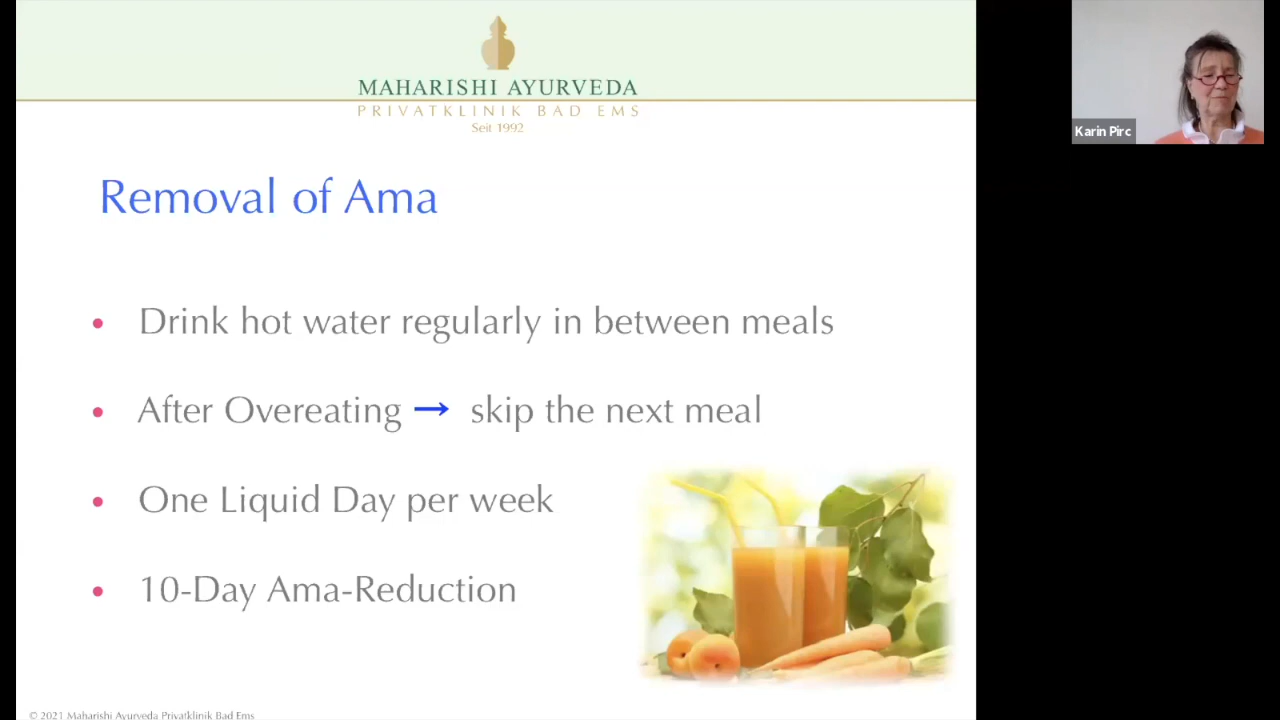 MAHARISHI AYURVEDA
PRIVATKLINIK BAD EMS
Seit 1992
Karin Pirc
Removal of Ama
• Drink hot water regularly in between meals
• After Overeating → skip the next meal
• One Liquid Day per week
• 10-Day Ama-Reduction
© 2021 Maharishi Ayurveda Privatklinik Bad Ems